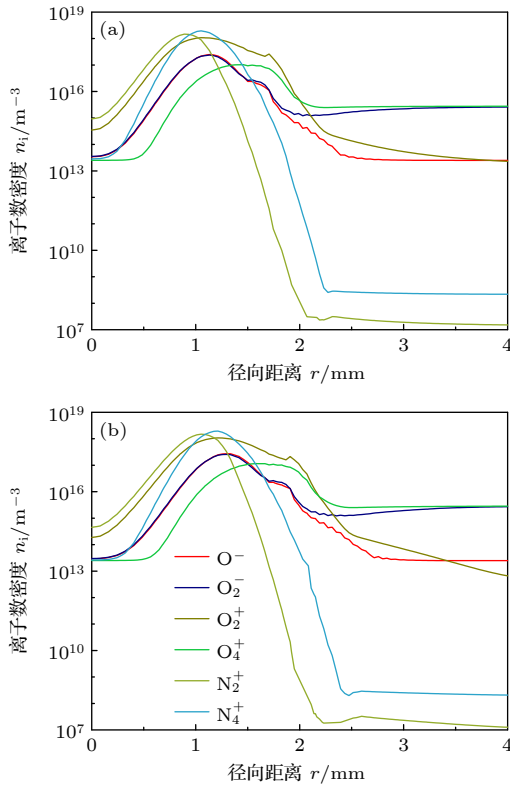 (a)
10^19
10^16
10^13
10^10
10^7
离子数密度 n_i/m^−3
0 1 2 3 4
径向距离 r/mm
(b)
10^19
10^16
10^13
10^10
10^7
离子数密度 n_i/m^−3
O^−
O_2^−
O_2^+
O_4^+
N_2^+
N_4^+
0 1 2 3 4
径向距离 r/mm